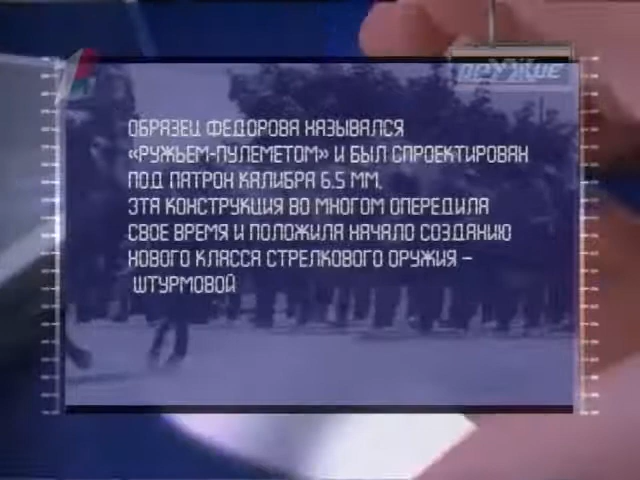 ОРУЖИЕ
ОБРАЗЕЦ ФЕДОРОВА НАЗЫВАЛСЯ
«РУЖЬЕМ-ПУЛЕМЕТОМ» И БЫЛ СПРОЕКТИРОВАН
ПОД ПАТРОН КАЛИБРА 6.5 ММ.
ЭТА КОНСТРУКЦИЯ ВО МНОГОМ ОПЕРЕДИЛА
СВОЕ ВРЕМЯ И ПОЛОЖИЛА НАЧАЛО СОЗДАНИЮ
НОВОГО КЛАССА СТРЕЛКОВОГО ОРУЖИЯ –
ШТУРМОВОЙ